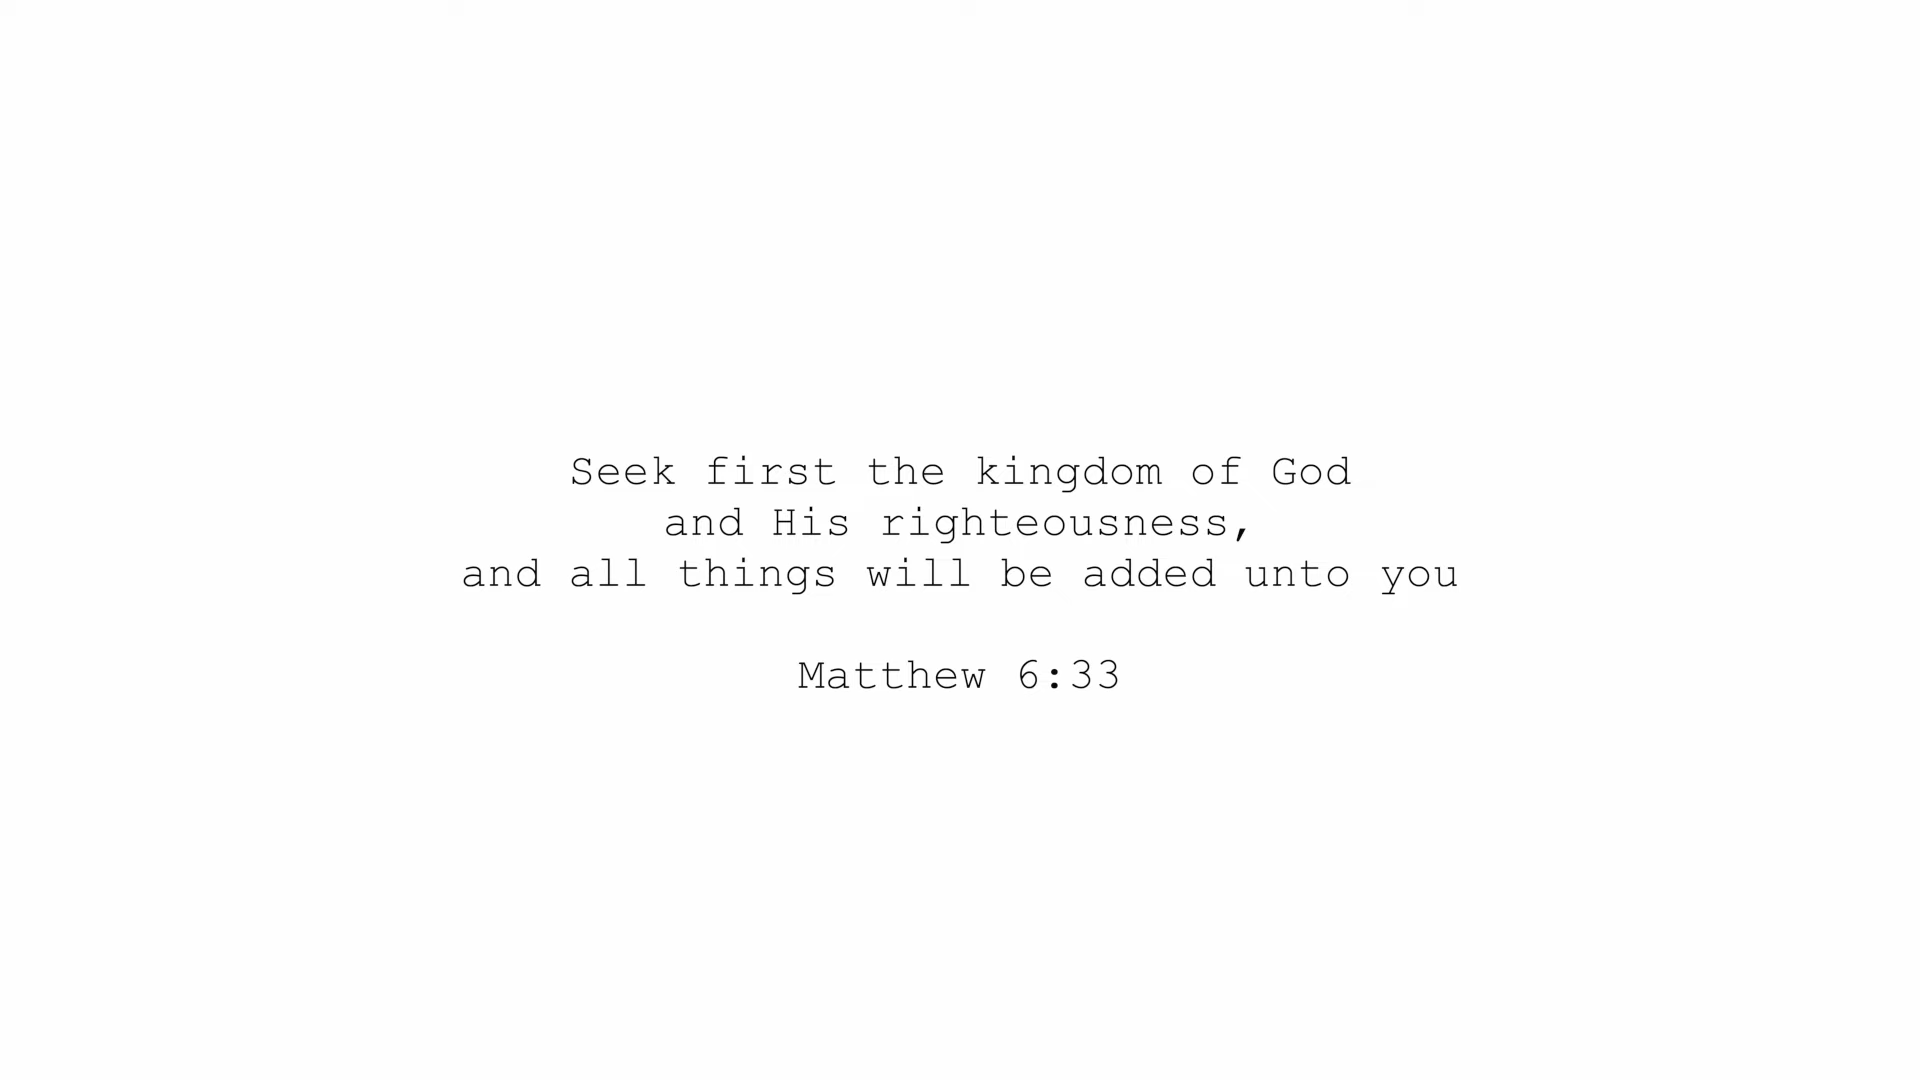 Seek first the kingdom of God
and His righteousness,
and all things will be added unto you
Matthew 6:33